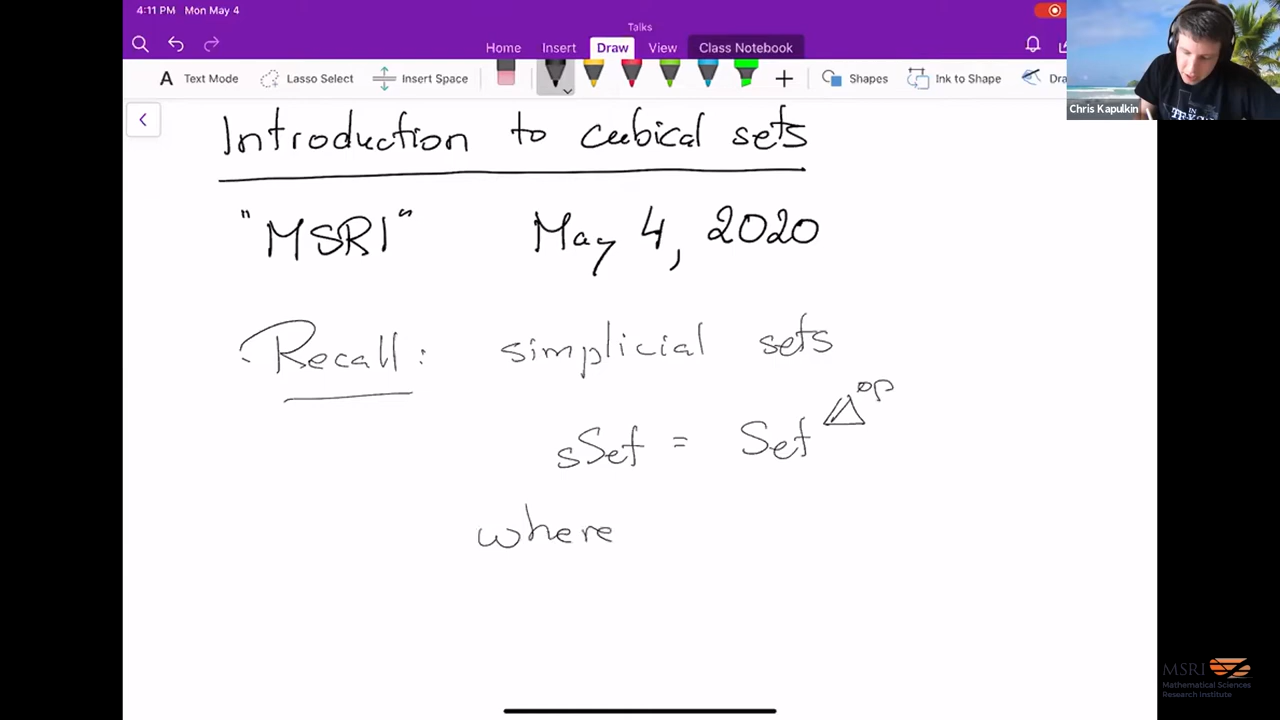 4:11 PM Mon May 4
Talks
Home Insert Draw View Class Notebook
Text Mode Lasso Select Insert Space Shapes Ink to Shape
Chris Kapulkin
Introduction to cubical sets
"MSRI" May 4, 2020
Recall: simplicial sets
sSet = Set^Δ^op
where
MSRI
Mathematical Sciences
Research Institute